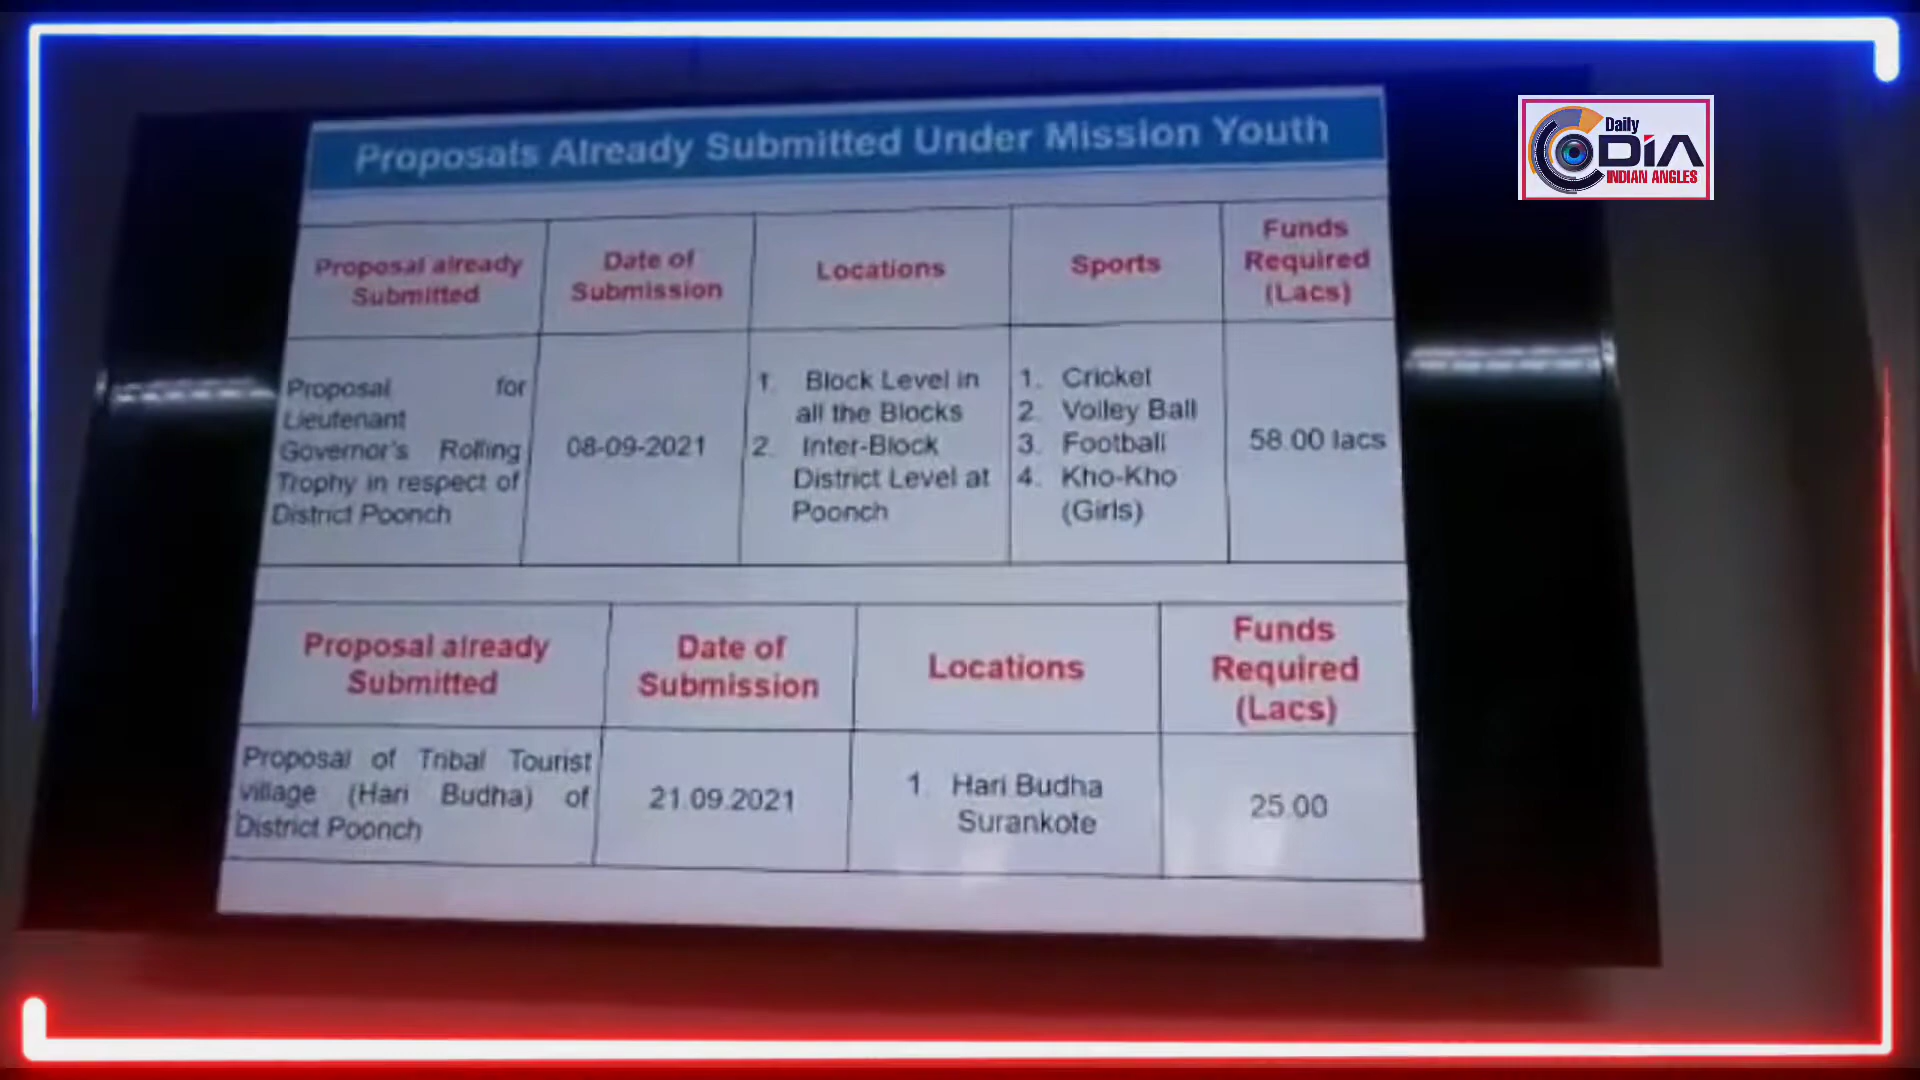 Proposals Already Submitted Under Mission Youth
Daily
DIA
INDIAN ANGLES
Proposal already
Submitted
Date of
Submission
Locations
Sports
Funds
Required
(Lacs)
Proposal for
Lieutenant
Governor's Rolling
Trophy in respect of
District Poonch
08-09-2021
1. Block Level in
all the Blocks
2. Inter-Block
District Level at
Poonch
1. Cricket
2. Volley Ball
3. Football
4. Kho-Kho
(Girls)
58.00 lacs
Proposal already
Submitted
Date of
Submission
Locations
Funds
Required
(Lacs)
Proposal of Tribal Tourist
village (Hari Budha) of
District Poonch
21.09.2021
1. Hari Budha
Surankote
25.00